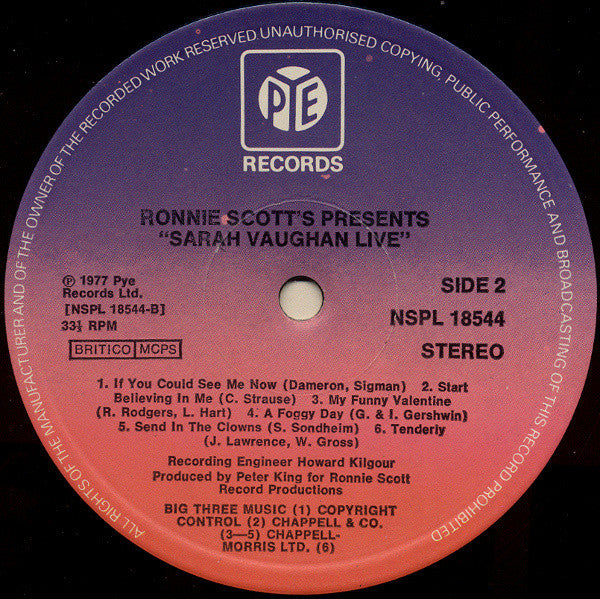 ALL RIGHTS OF THE MANUFACTURER AND OF THE OWNER OF THE RECORDED WORK RESERVED UNAUTHORISED COPYING, PUBLIC PERFORMANCE AND BROADCASTING OF THIS RECORD PROHIBITED
PYE
RECORDS
RONNIE SCOTT'S PRESENTS
"SARAH VAUGHAN LIVE"
Ⓟ 1977 Pye
Records Ltd.
[NSPL 18544-B]
33⅓ RPM
BRITICO MCPS
SIDE 2
NSPL 18544
STEREO
1. If You Could See Me Now (Dameron, Sigman) 2. Start
Believing In Me (C. Strause) 3. My Funny Valentine
(R. Rodgers, L. Hart) 4. A Foggy Day (G. & I. Gershwin)
5. Send In The Clowns (S. Sondheim) 6. Tenderly
(J. Lawrence, W. Gross)
Recording Engineer Howard Kilgour
Produced by Peter King for Ronnie Scott
Record Productions
BIG THREE MUSIC (1) COPYRIGHT
CONTROL (2) CHAPPELL & CO.
(3—5) CHAPPELL-
MORRIS LTD. (6)